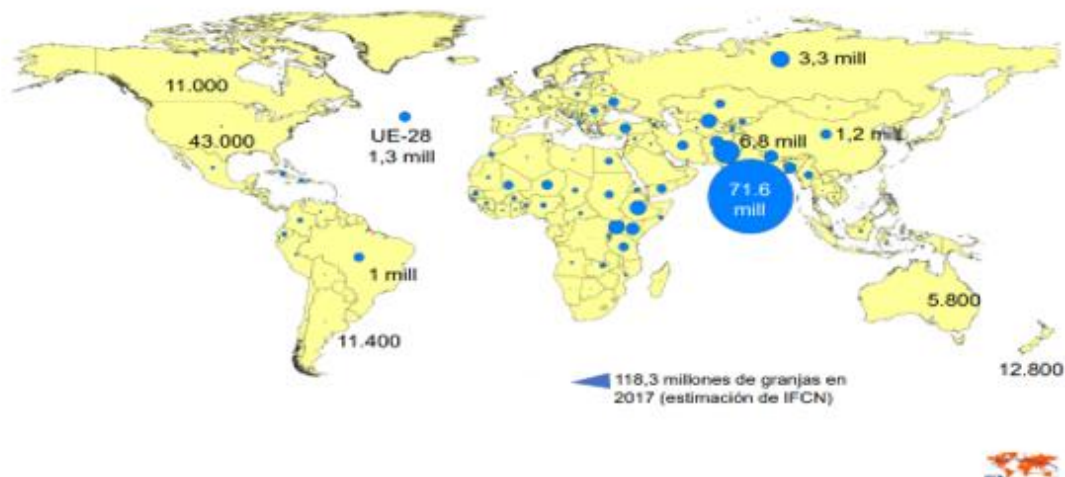 3,3 mill
11.000
UE-28
1,3 mill
43.000
6,8 mill
1,2 mill
71.6
mill
1 mill
5.800
11.400
12.800
118,3 millones de granjas en
2017 (estimación de IFCN)